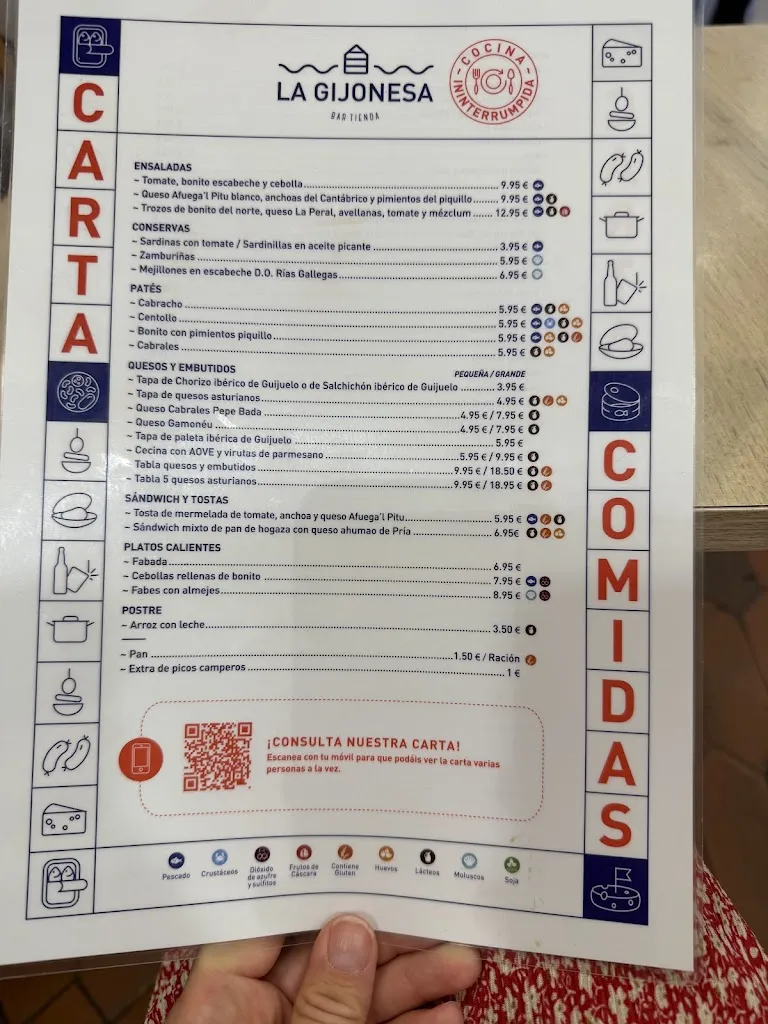 CARTA
LA GIJONESA
BAR TIENDA
COCINA ININTERRUMPIDA
ENSALADAS
~ Tomate, bonito escabeche y cebolla 9.95 €
~ Queso Afuega'l Pitu blanco, anchoas del Cantábrico y pimientos del piquillo 9.95 €
~ Trozos de bonito del norte, queso La Peral, avellanas, tomate y mézclum 12.95 €
CONSERVAS
~ Sardinas con tomate / Sardinillas en aceite picante 3.95 €
~ Zamburiñas 5.95 €
~ Mejillones en escabeche D.O. Rías Gallegas 6.95 €
PATÉS
~ Cabracho 5.95 €
~ Centollo 5.95 €
~ Bonito con pimientos piquillo 5.95 €
~ Cabrales 5.95 €
QUESOS Y EMBUTIDOS PEQUEÑA / GRANDE
~ Tapa de Chorizo ibérico de Guijuelo o de Salchichón ibérico de Guijuelo 3.95 €
~ Tapa de quesos asturianos 4.95 €
~ Queso Cabrales Pepe Bada 4.95 € / 7.95 €
~ Queso Gamonéu 4.95 € / 7.95 €
~ Tapa de paleta ibérica de Guijuelo 5.95 €
~ Cecina con AOVE y virutas de parmesano 5.95 € / 9.95 €
~ Tabla quesos y embutidos 9.95 € / 18.50 €
~ Tabla 5 quesos asturianos 9.95 € / 18.95 €
SÁNDWICH Y TOSTAS
~ Tosta de mermelada de tomate, anchoa y queso Afuega'l Pitu 5.95 €
~ Sándwich mixto de pan de hogaza con queso ahumao de Pría 6.95€
PLATOS CALIENTES
~ Fabada 6.95 €
~ Cebollas rellenas de bonito 7.95 €
~ Fabes con almejes 8.95 €
POSTRE
~ Arroz con leche 3.50 €
~ Pan 1.50 € / Ración
~ Extra de picos camperos 1 €
¡CONSULTA NUESTRA CARTA!
Escanea con tu móvil para que podáis ver la carta varias
personas a la vez.
Pescado
Crustáceos
Dióxido
de azufre
y sulfitos
Frutos de
Cáscara
Contiene
Gluten
Huevos
Lácteos
Moluscos
Soja
COMIDAS